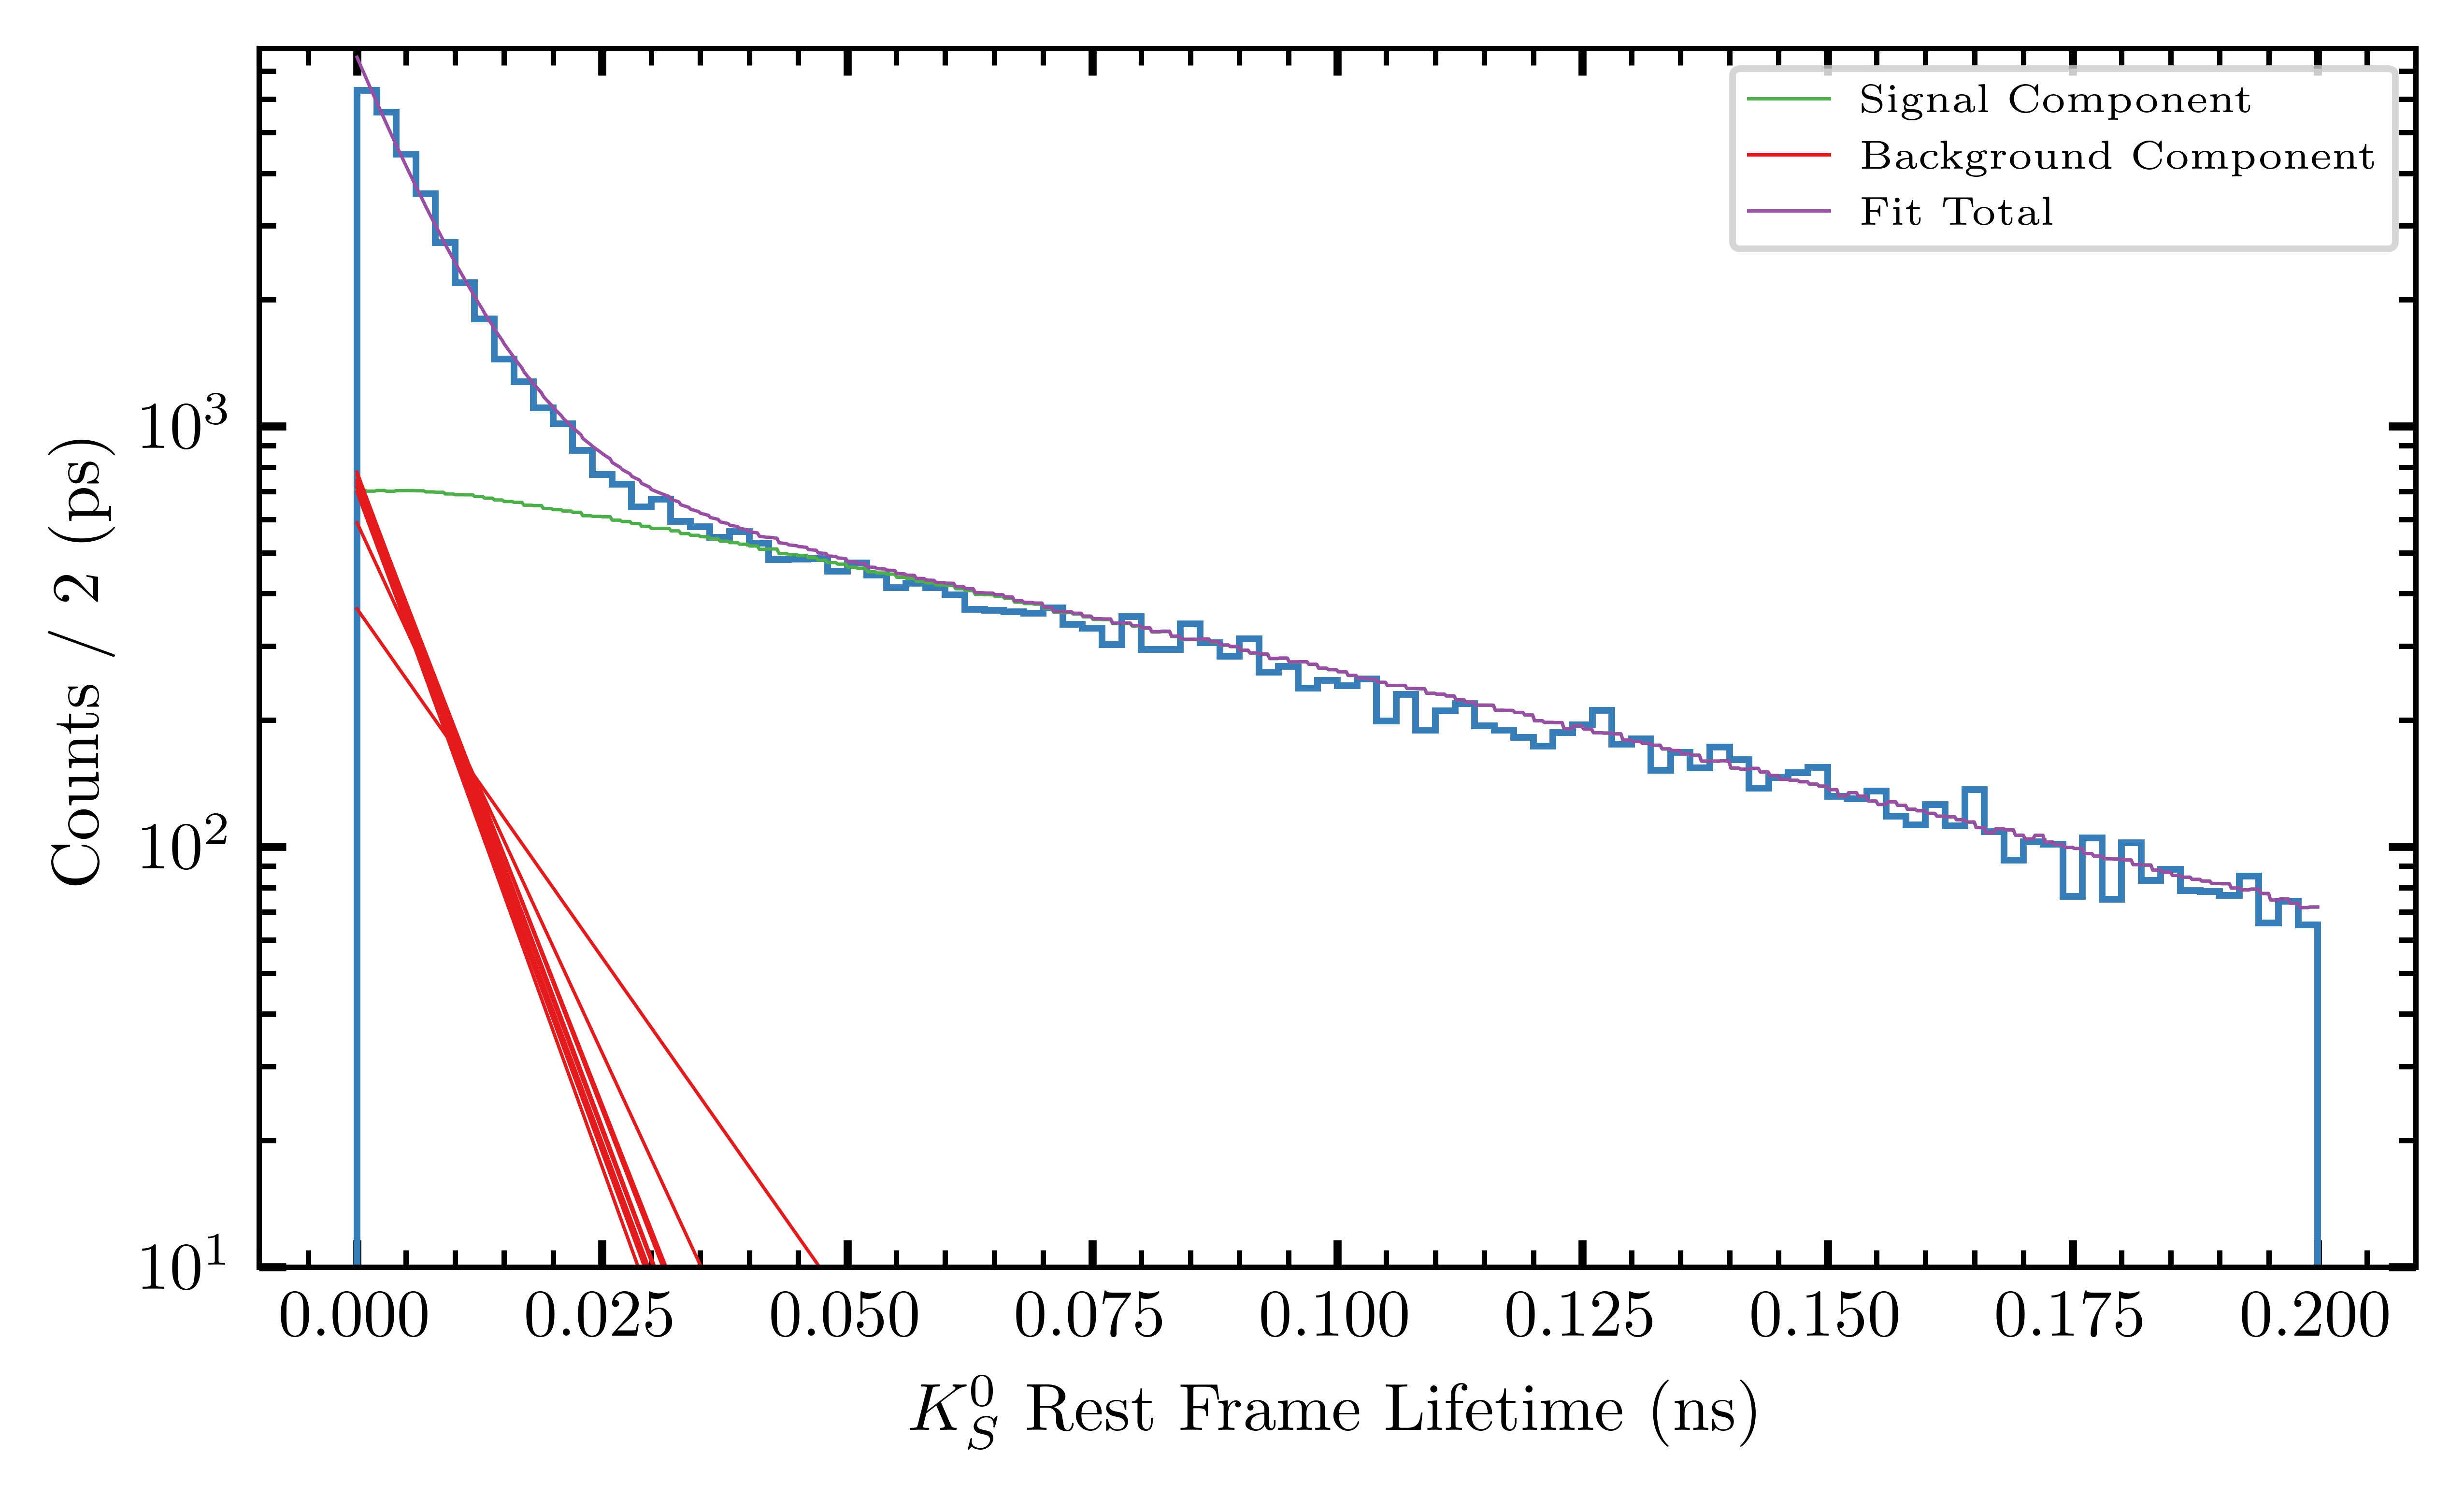 Signal Component
Background Component
Fit Total
Counts / 2 (ps)
10³
10²
10¹
0.000 0.025 0.050 0.075 0.100 0.125 0.150 0.175 0.200
K⁰_S Rest Frame Lifetime (ns)